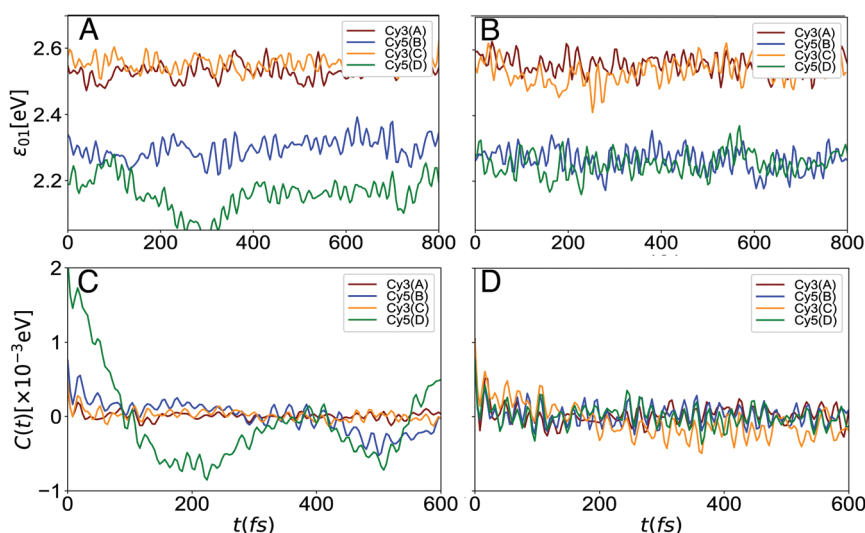 A
Cy3(A)
Cy5(B)
Cy3(C)
Cy5(D)
2.6
2.4
2.2
ε01[eV]
0 200 400 600 800
B
Cy3(A)
Cy5(B)
Cy3(C)
Cy5(D)
0 200 400 600 800
C
Cy3(A)
Cy5(B)
Cy3(C)
Cy5(D)
2
1
0
−1
C(t)[×10−3eV]
0 200 400 600
t(fs)
D
Cy3(A)
Cy5(B)
Cy3(C)
Cy5(D)
0 200 400 600
t(fs)